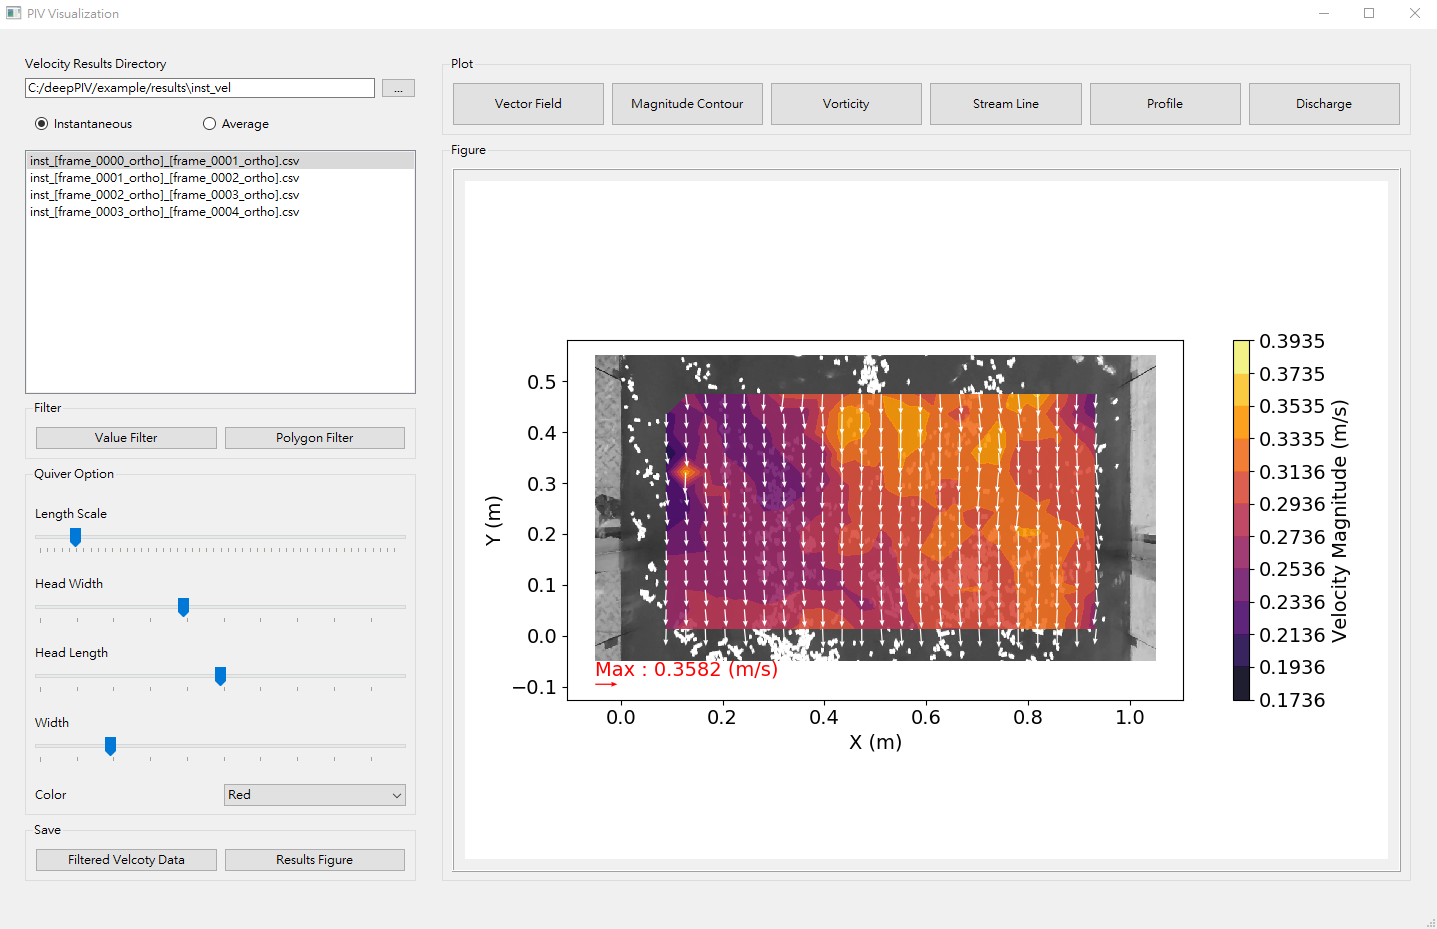 PIV Visualization
Velocity Results Directory
C:/deepPIV/example/results\inst_vel
...
Instantaneous
Average
inst_[frame_0000_ortho]_[frame_0001_ortho].csv
inst_[frame_0001_ortho]_[frame_0002_ortho].csv
inst_[frame_0002_ortho]_[frame_0003_ortho].csv
inst_[frame_0003_ortho]_[frame_0004_ortho].csv
Filter
Value Filter
Polygon Filter
Quiver Option
Length Scale
Head Width
Head Length
Width
Color
Red
Save
Filtered Velcoty Data
Results Figure
Plot
Vector Field
Magnitude Contour
Vorticity
Stream Line
Profile
Discharge
Figure
Y (m)
0.5
0.4
0.3
0.2
0.1
0.0
−0.1
Max : 0.3582 (m/s)
0.0
0.2
0.4
0.6
0.8
1.0
X (m)
0.3935
0.3735
0.3535
0.3335
0.3136
0.2936
0.2736
0.2536
0.2336
0.2136
0.1936
0.1736
Velocity Magnitude (m/s)